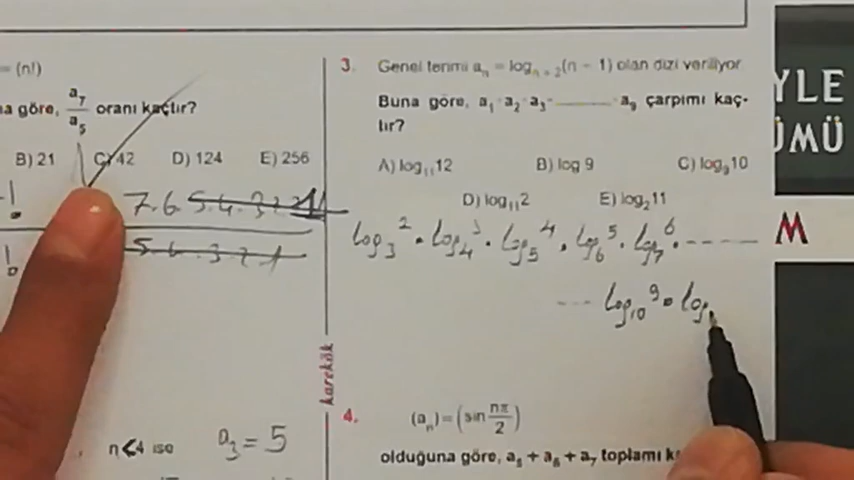 = (n!)
a göre, a₇/a₅ oranı kaçtır?
B) 21 C) 42 D) 124 E) 256
7.6.5.4.3.2.1
5.4.3.2.1
n<4 ise a₃ = 5
3. Genel terimi aₙ = logₙ₊₂(n − 1) olan dizi veriliyor
Buna göre, a₁ · a₂ · a₃ · ______ · a₉ çarpımı kaç-
tır?
A) log₁₁12 B) log 9 C) log₉10
D) log₁₁2 E) log₂11
log₃2 · log₄3 · log₅4 · log₆5 · log₇6 · -----
--- log₁₀9 · log
karekök
4. (aₙ) = (sin nπ/2)
olduğuna göre, a₅ + a₆ + a₇ toplamı
YLE
ÜMÜ
M